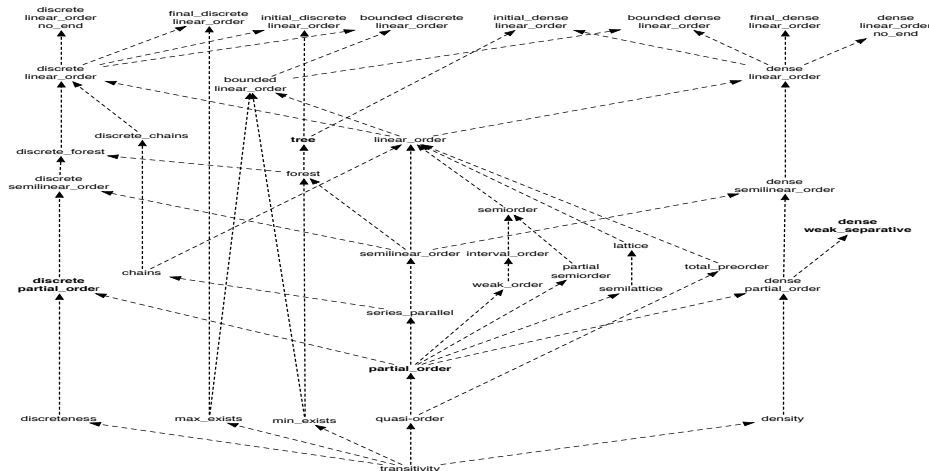 discrete
linear_order
no_end
final_discrete
linear_order
initial_discrete
linear_order
bounded discrete
linear_order
initial_dense
linear_order
bounded dense
linear_order
final_dense
linear_order
dense
linear_order
no_end
discrete
linear_order
bounded
linear_order
dense
linear_order
discrete_chains
tree
linear_order
discrete_forest
forest
discrete
semilinear_order
dense
semilinear_order
semiorder
dense
weak_separative
chains
semilinear_order
interval_order
lattice
partial
semiorder
total_preorder
discrete
partial_order
weak_order
semilattice
dense
partial_order
series_parallel
partial_order
discreteness
max_exists
min_exists
quasi-order
density
transitivity